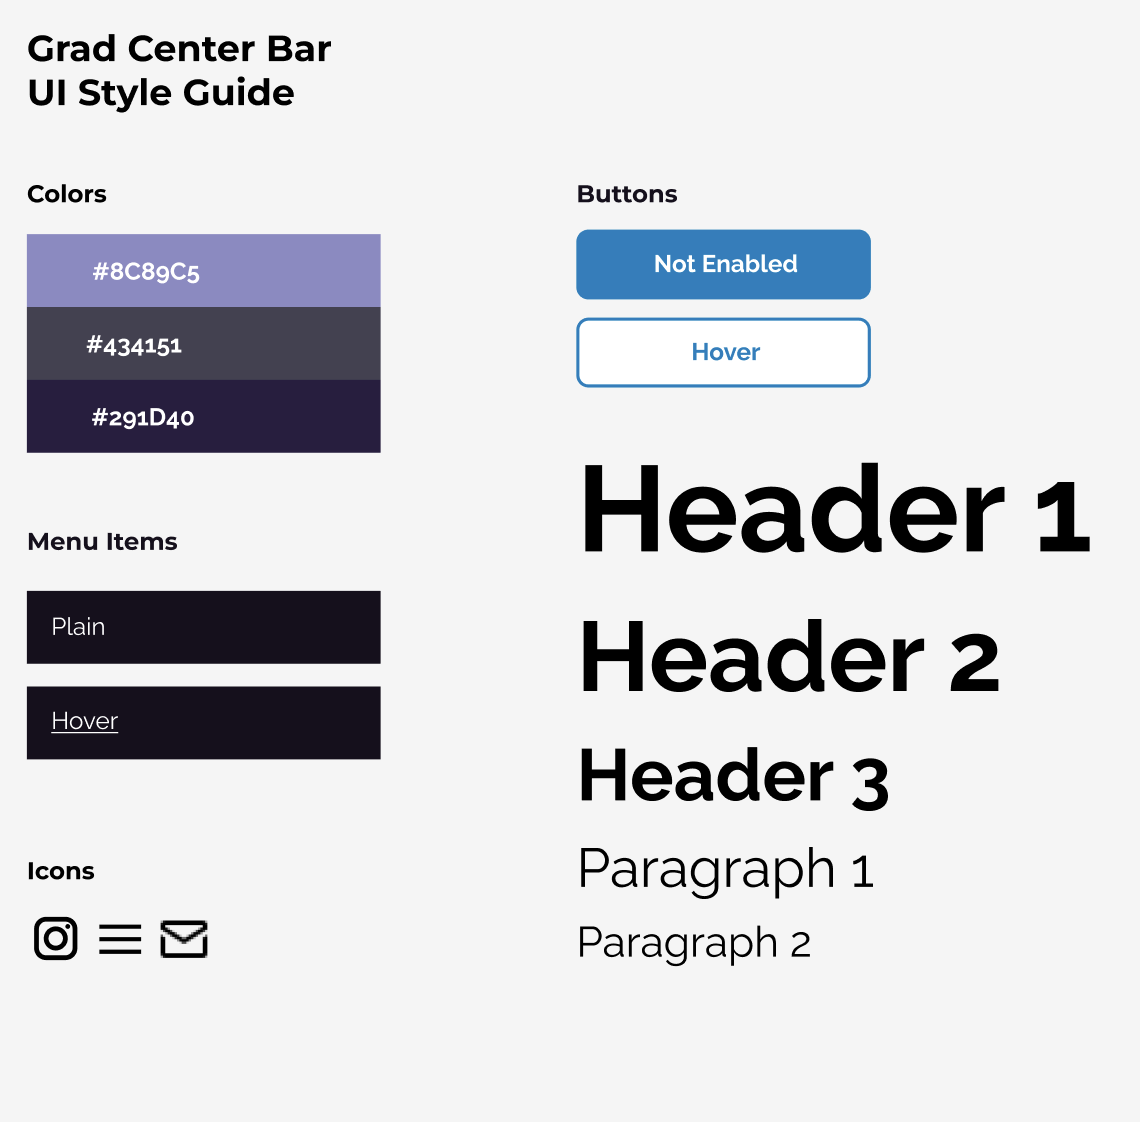 Grad Center Bar
UI Style Guide
Colors
#8C89C5
#434151
#291D40
Menu Items
Plain
Hover
Icons
Buttons
Not Enabled
Hover
Header 1
Header 2
Header 3
Paragraph 1
Paragraph 2